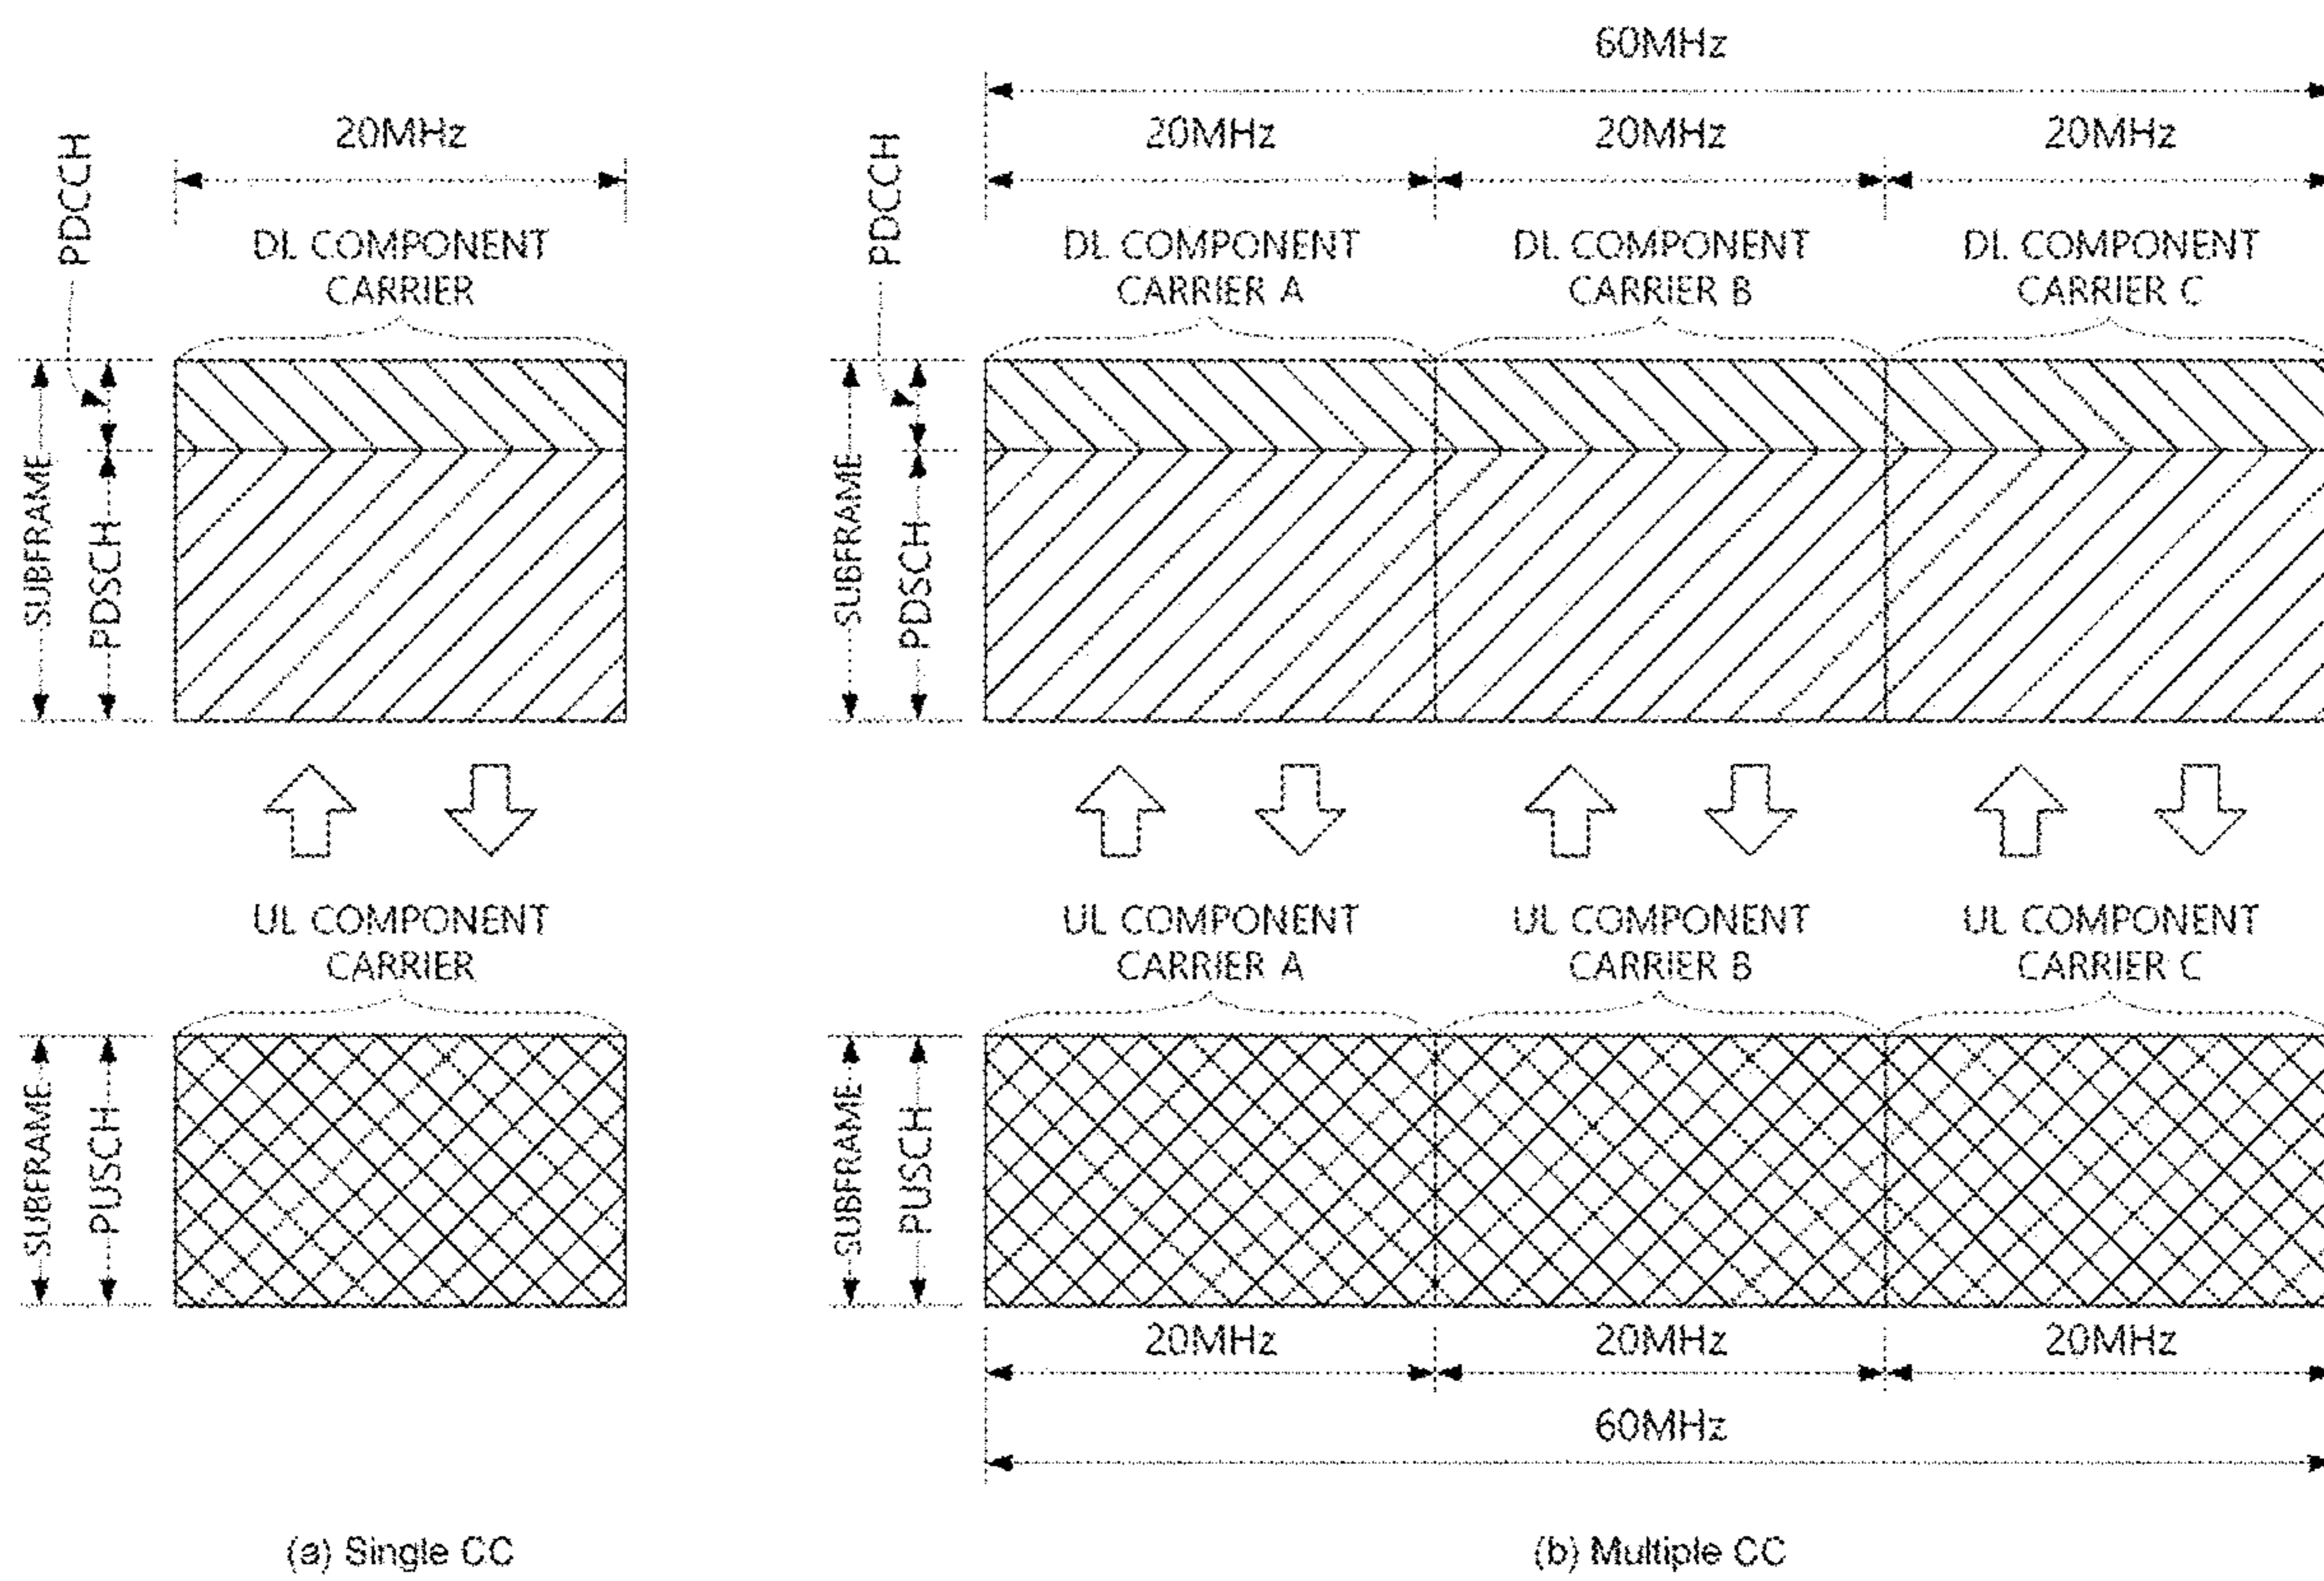 60MHz
20MHz
20MHz
20MHz
20MHz
PDCCH
PDCCH
DL COMPONENT
CARRIER
DL COMPONENT
CARRIER A
DL COMPONENT
CARRIER B
DL COMPONENT
CARRIER C
SUBFRAME
PDSCH
SUBFRAME
PDSCH
UL COMPONENT
CARRIER
UL COMPONENT
CARRIER A
UL COMPONENT
CARRIER B
UL COMPONENT
CARRIER C
SUBFRAME
PUSCH
SUBFRAME
PUSCH
20MHz
20MHz
20MHz
60MHz
(a) Single CC
(b) Multiple CC